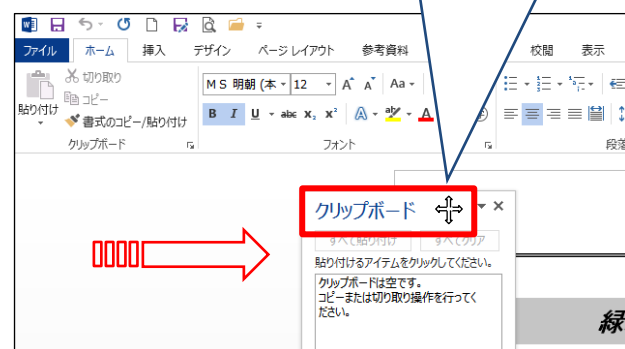 ファイル ホーム 挿入 デザイン ページ レイアウト 参考資料 校閲 表示
切り取り
コピー
貼り付け
書式のコピー/貼り付け
ＭＳ 明朝 (本 12 A A Aa
B I U abc x₂ x² A ab A
クリップボード フォント 段落
クリップボード
すべて貼り付け すべてクリア
貼り付けるアイテムをクリックしてください。
クリップボードは空です。
コピーまたは切り取り操作を行ってく
ださい。
緑